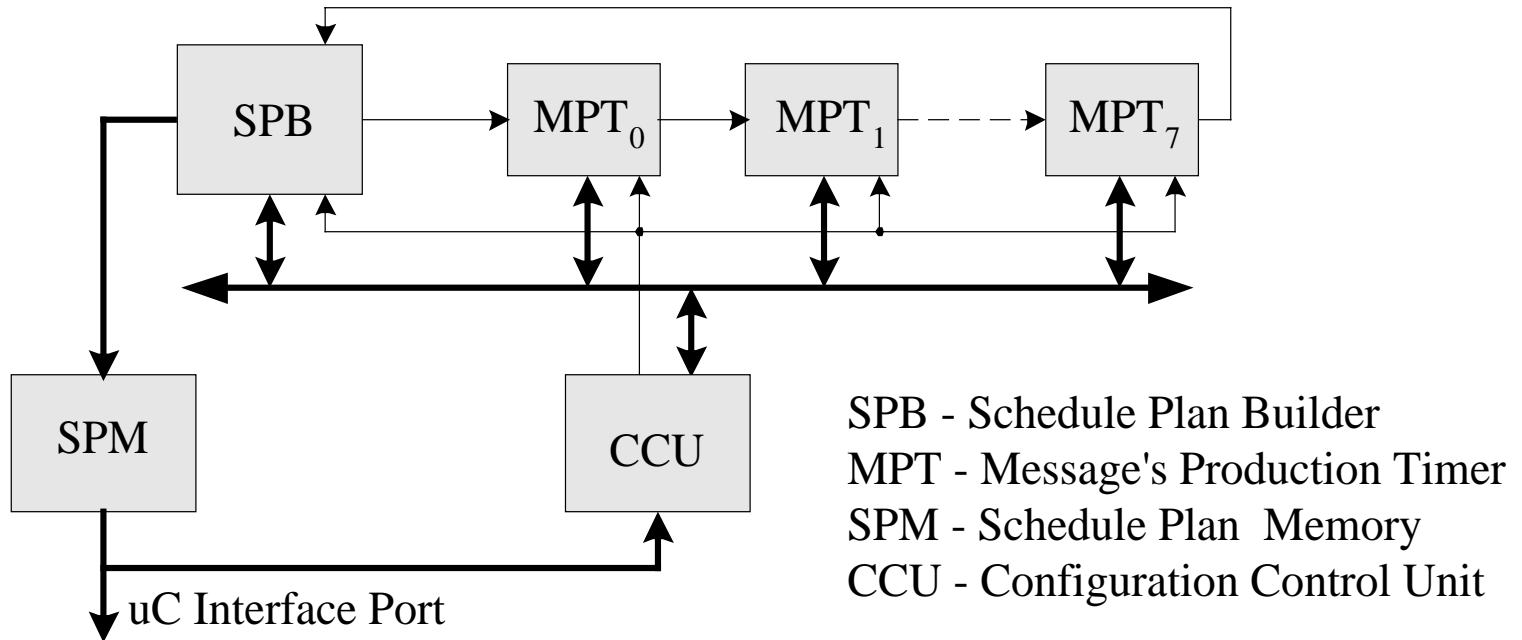 SPB
MPT0
MPT1
MPT7
SPM
CCU
SPB - Schedule Plan Builder
MPT - Message's Production Timer
SPM - Schedule Plan Memory
CCU - Configuration Control Unit
uC Interface Port